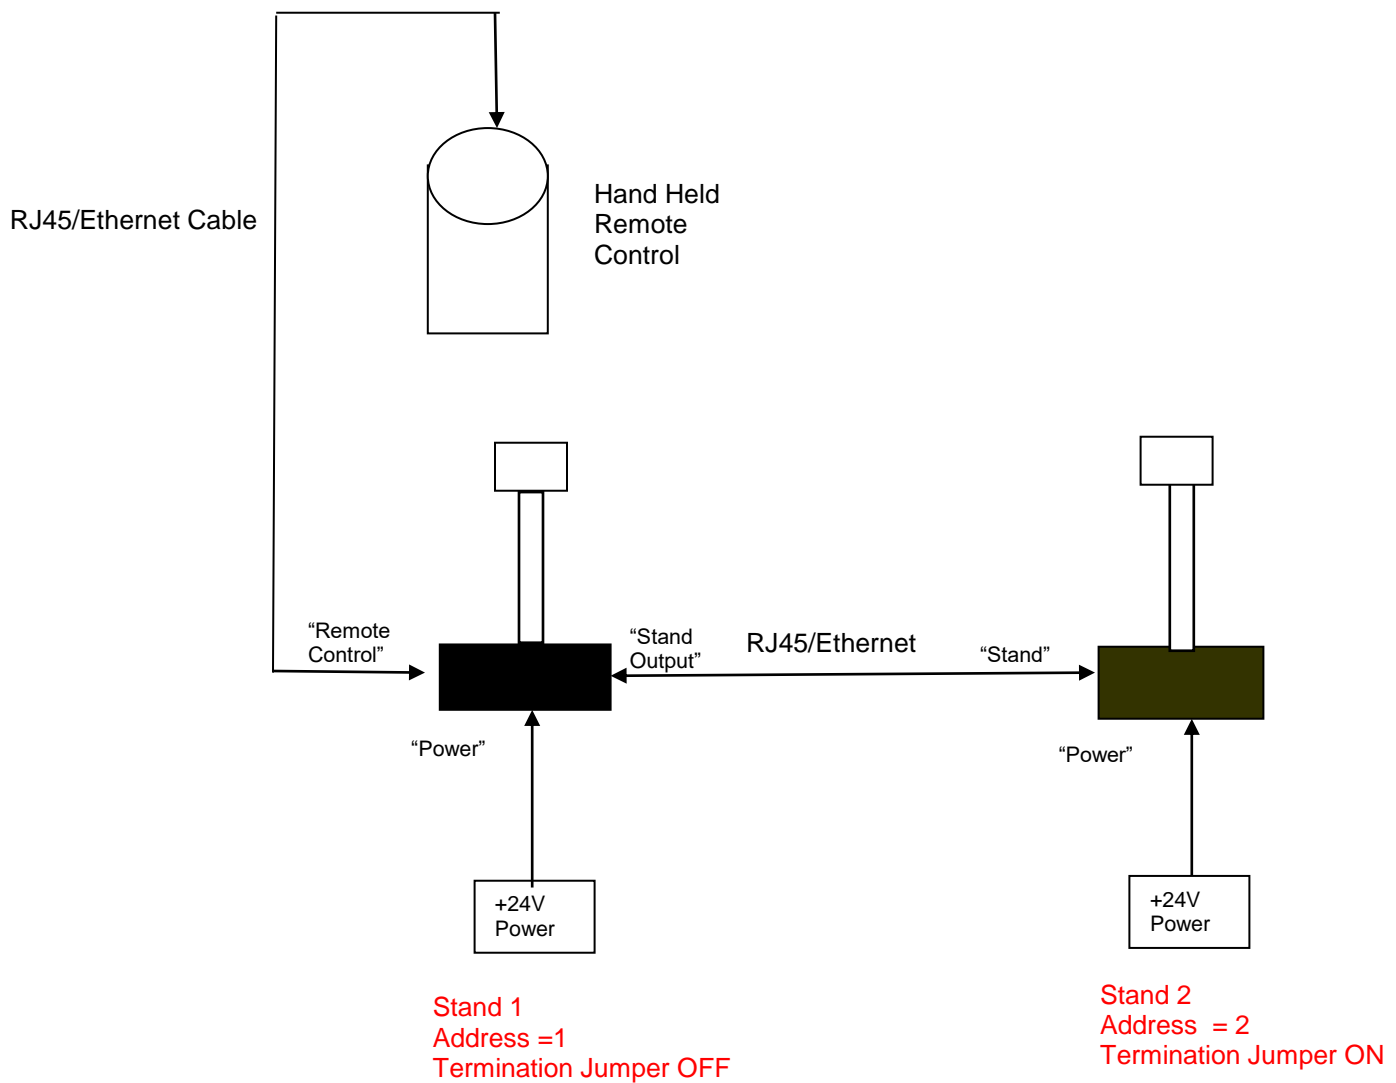 RJ45/Ethernet Cable
Hand Held
Remote
Control
“Remote
Control”
“Stand
Output”
RJ45/Ethernet
“Stand”
“Power”
“Power”
+24V
Power
+24V
Power
Stand 1
Address =1
Termination Jumper OFF
Stand 2
Address  = 2
Termination Jumper ON